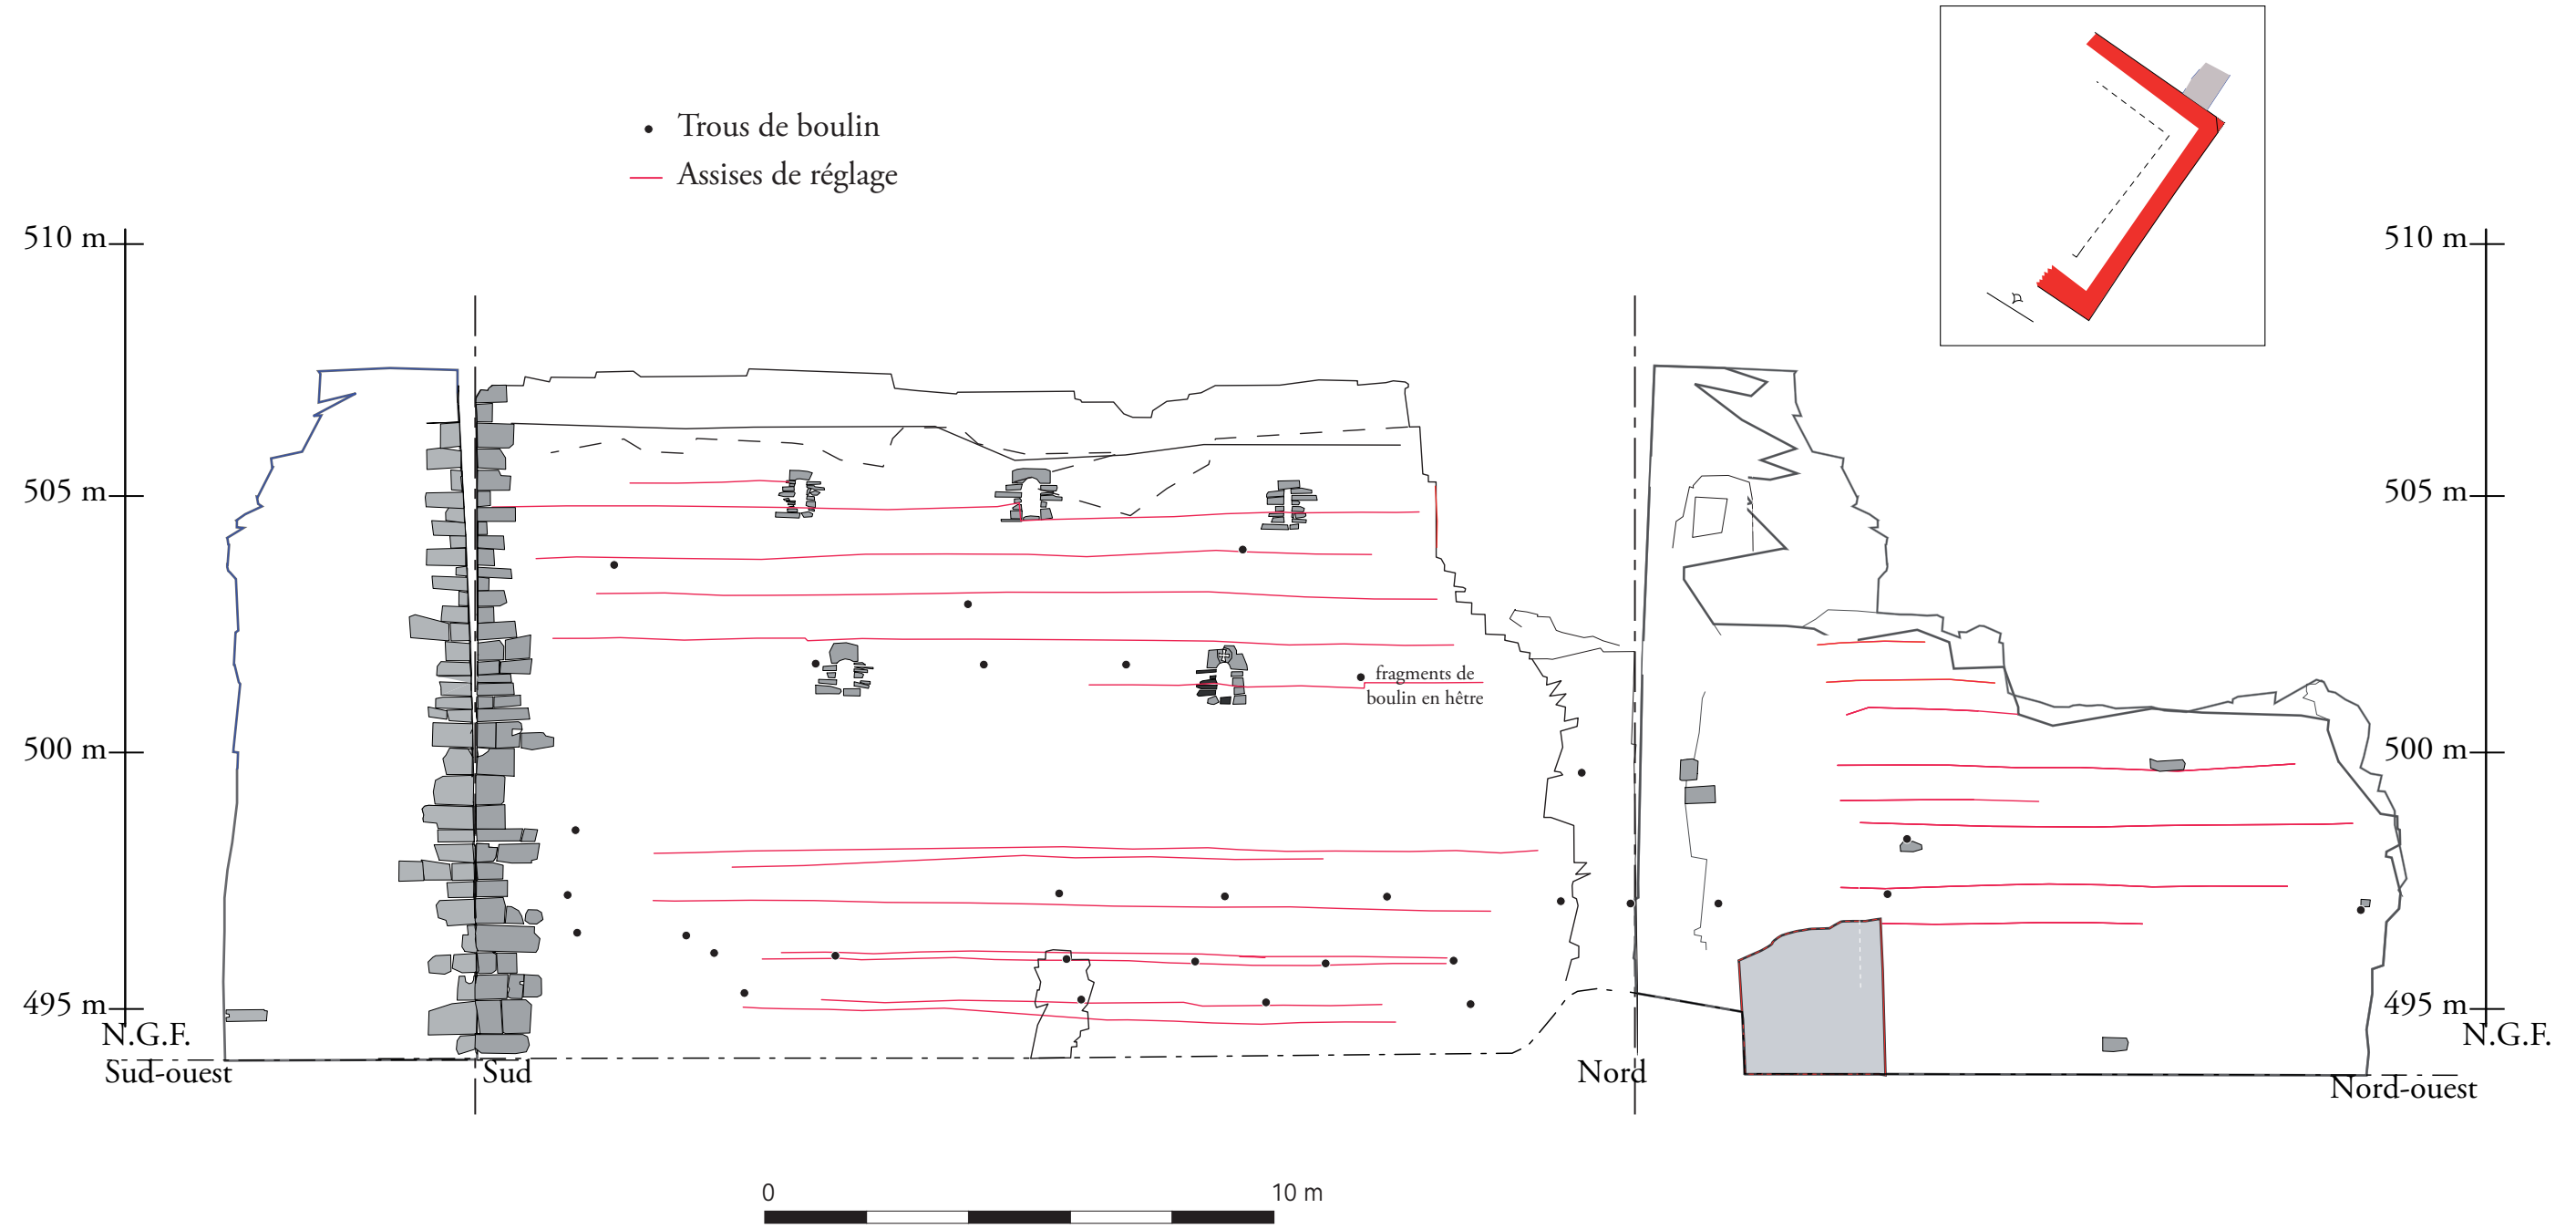 Trous de boulin
Assises de réglage
510 m
510 m
505 m
505 m
fragments de
boulin en hêtre
500 m
500 m
495 m
495 m
N.G.F.
N.G.F.
Sud-ouest
Sud
Nord
Nord-ouest
0
10 m